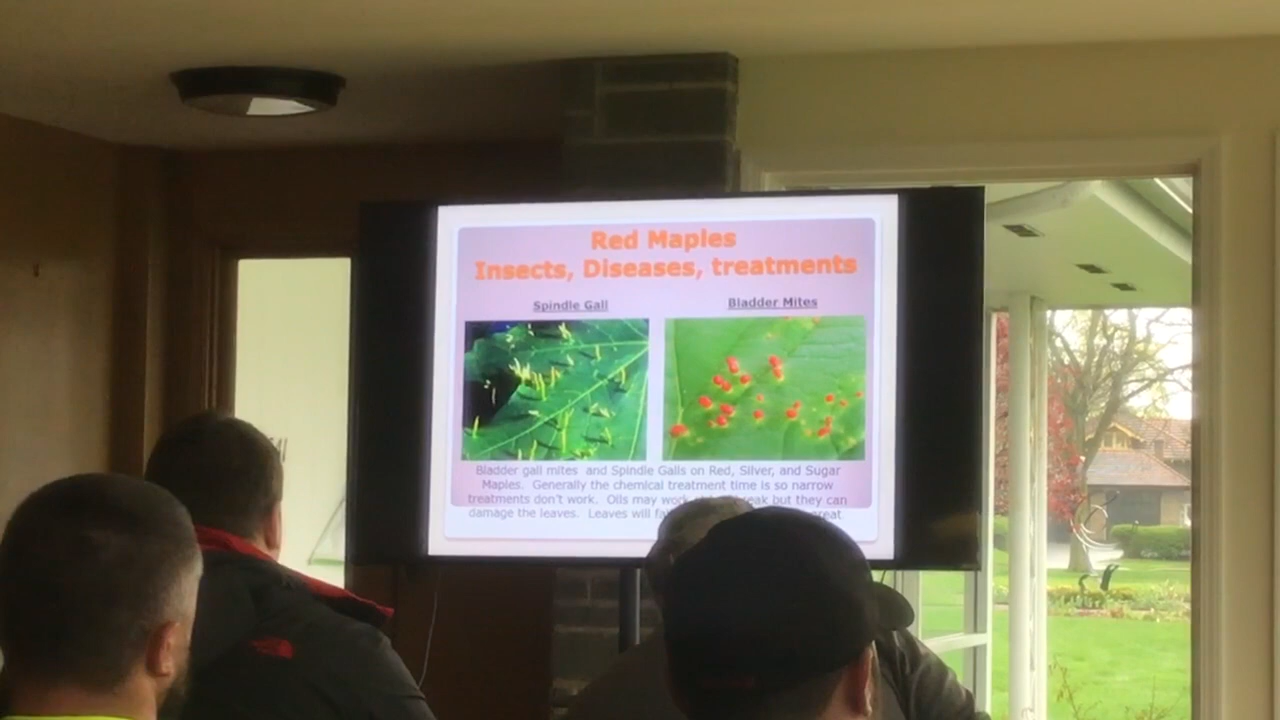 Red Maples
Insects, Diseases, treatments
Spindle Gall
Bladder Mites
Bladder gall mites and Spindle Galls on Red, Silver, and Sugar
Maples. Generally the chemical treatment time is so narrow
treatments don't work. Oils may work but they can
damage the leaves. Leaves will great